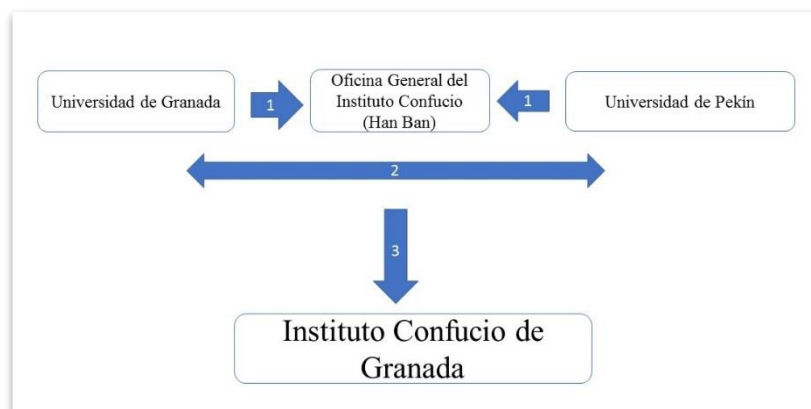 Universidad de Granada
1
Oficina General del
Instituto Confucio
(Han Ban)
1
Universidad de Pekín
2
3
Instituto Confucio de
Granada